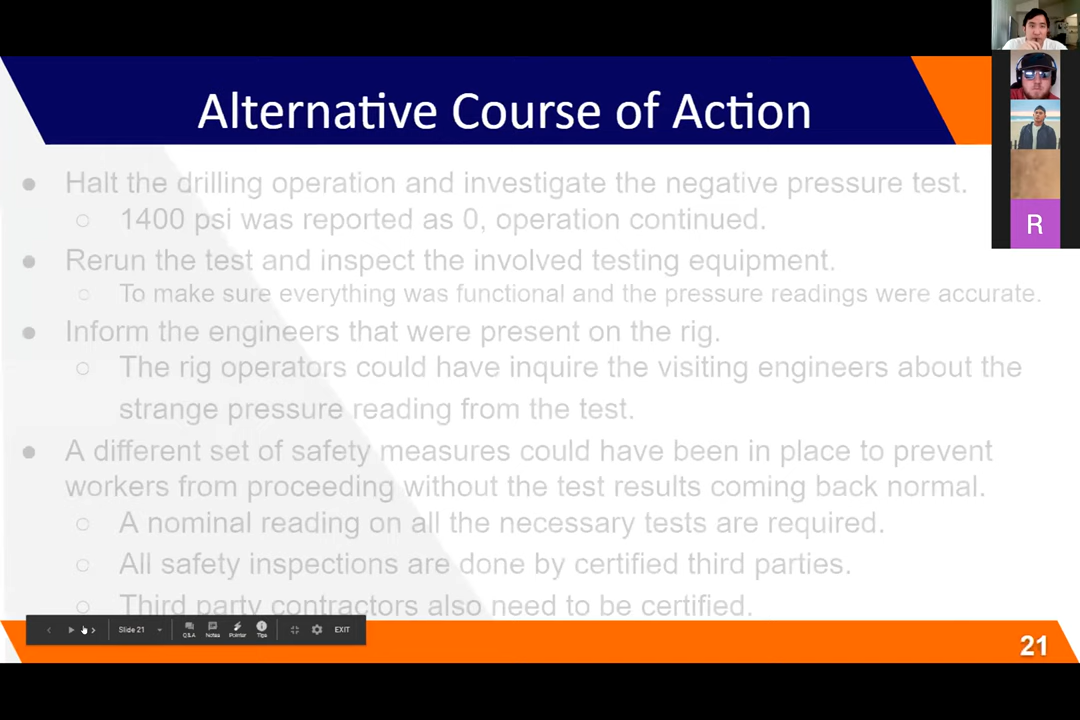 Alternative Course of Action
● Halt the drilling operation and investigate the negative pressure test.
○ 1400 psi was reported as 0, operation continued.
● Rerun the test and inspect the involved testing equipment.
○ To make sure everything was functional and the pressure readings were accurate.
● Inform the engineers that were present on the rig.
○ The rig operators could have inquire the visiting engineers about the
strange pressure reading from the test.
● A different set of safety measures could have been in place to prevent
workers from proceeding without the test results coming back normal.
○ A nominal reading on all the necessary tests are required.
○ All safety inspections are done by certified third parties.
○ Third party contractors also need to be certified.
R
Slide 21
Q&A Notes Pointer Tips
EXIT
21